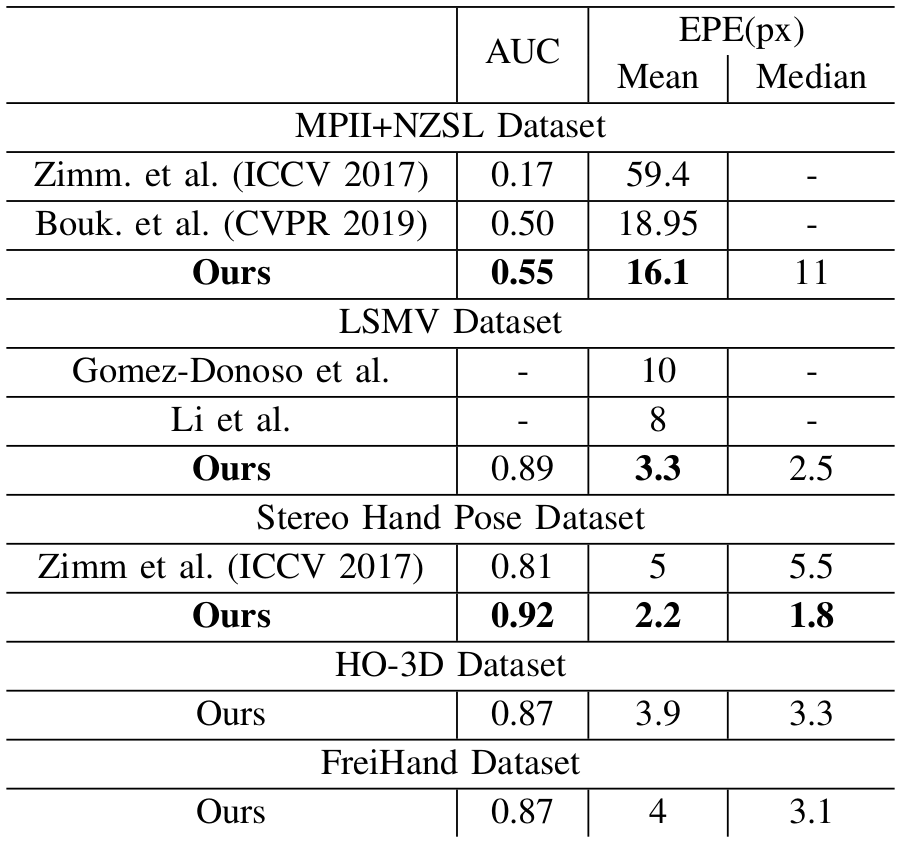 AUC EPE(px)
Mean Median
MPII+NZSL Dataset
Zimm. et al. (ICCV 2017) 0.17 59.4 -
Bouk. et al. (CVPR 2019) 0.50 18.95 -
Ours 0.55 16.1 11
LSMV Dataset
Gomez-Donoso et al. - 10 -
Li et al. - 8 -
Ours 0.89 3.3 2.5
Stereo Hand Pose Dataset
Zimm et al. (ICCV 2017) 0.81 5 5.5
Ours 0.92 2.2 1.8
HO-3D Dataset
Ours 0.87 3.9 3.3
FreiHand Dataset
Ours 0.87 4 3.1